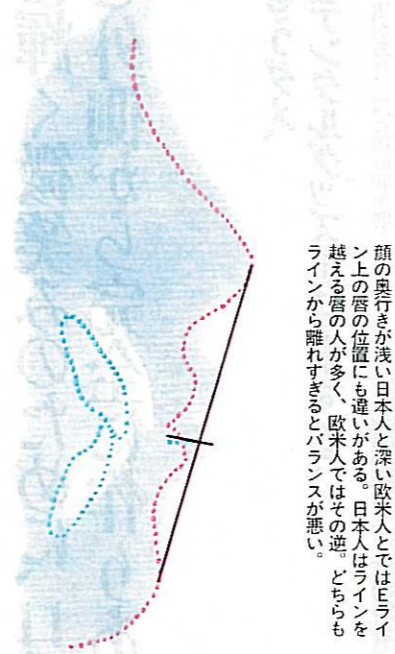 顔の奥行きが浅い日本人と深い欧米人とではEライ
ン上の唇の位置にも違いがある。日本人はラインを
越える唇の人が多く、欧米人ではその逆。どちらも
ラインから離れすぎるとバランスが悪い。